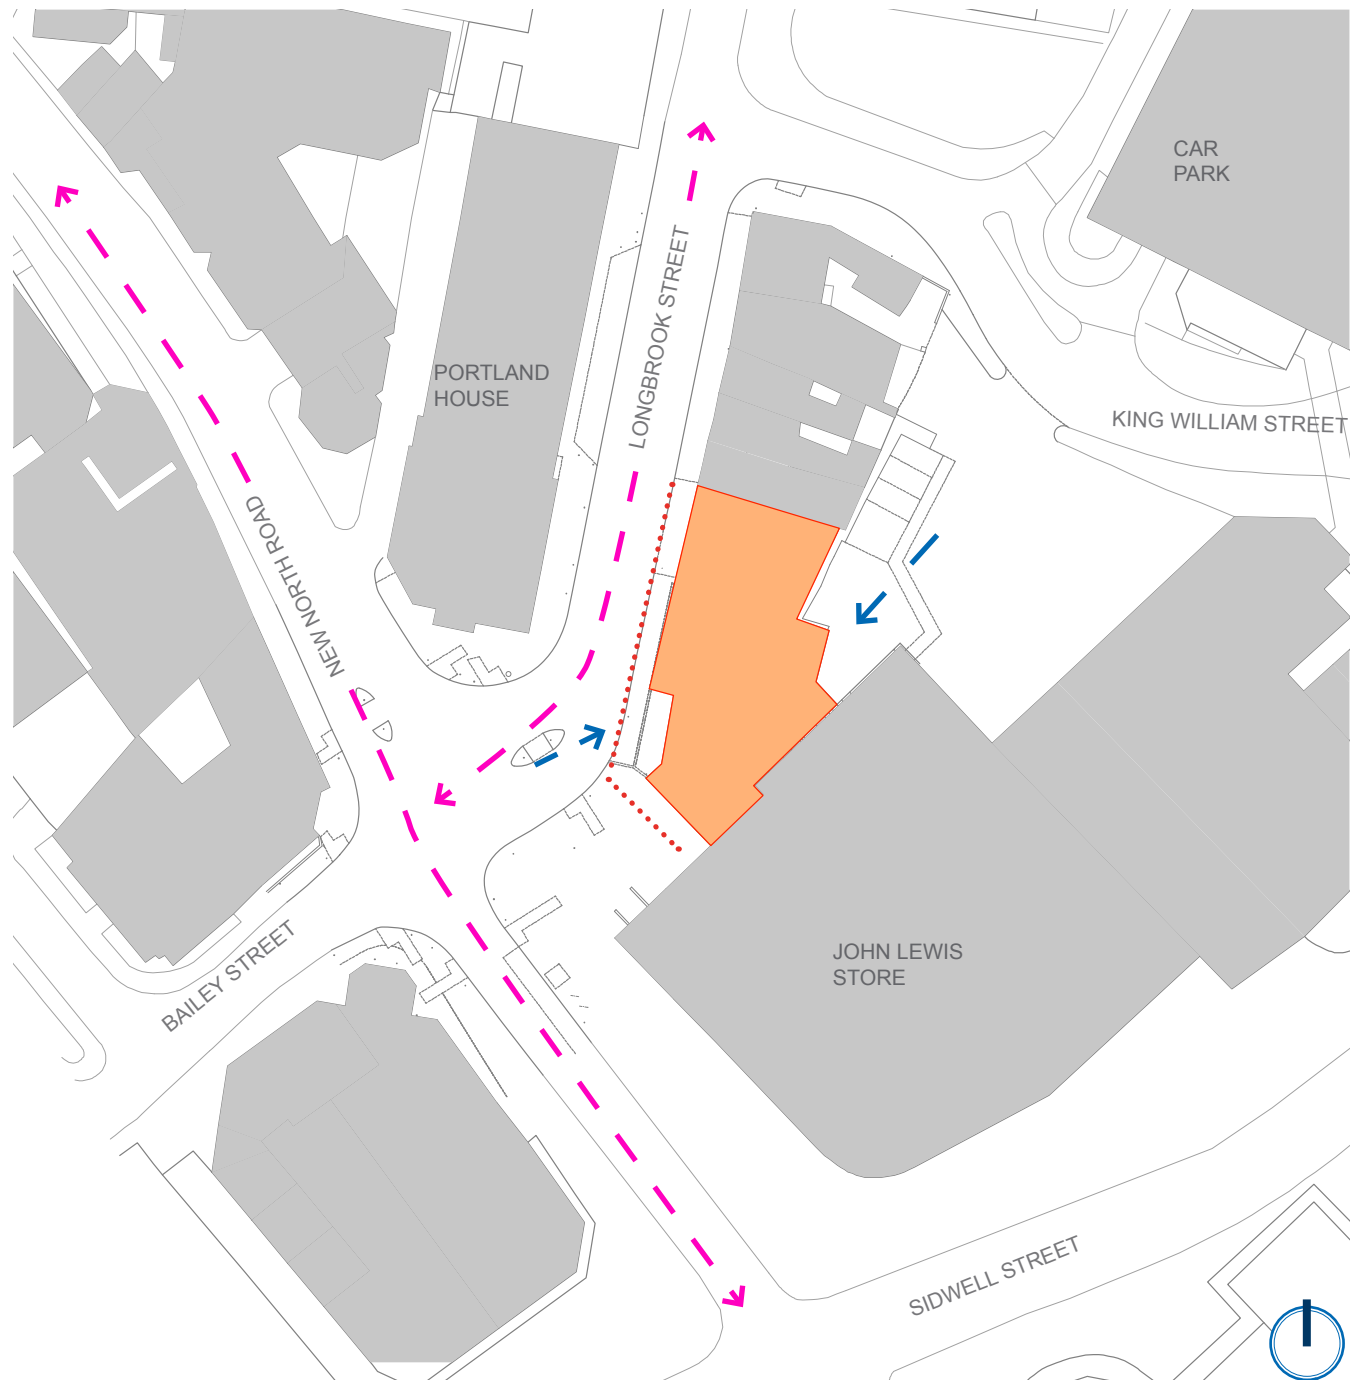 CAR
PARK
LONGBROOK STREET
PORTLAND
HOUSE
KING WILLIAM STREET
NEW NORTH ROAD
BAILEY STREET
JOHN LEWIS
STORE
SIDWELL STREET